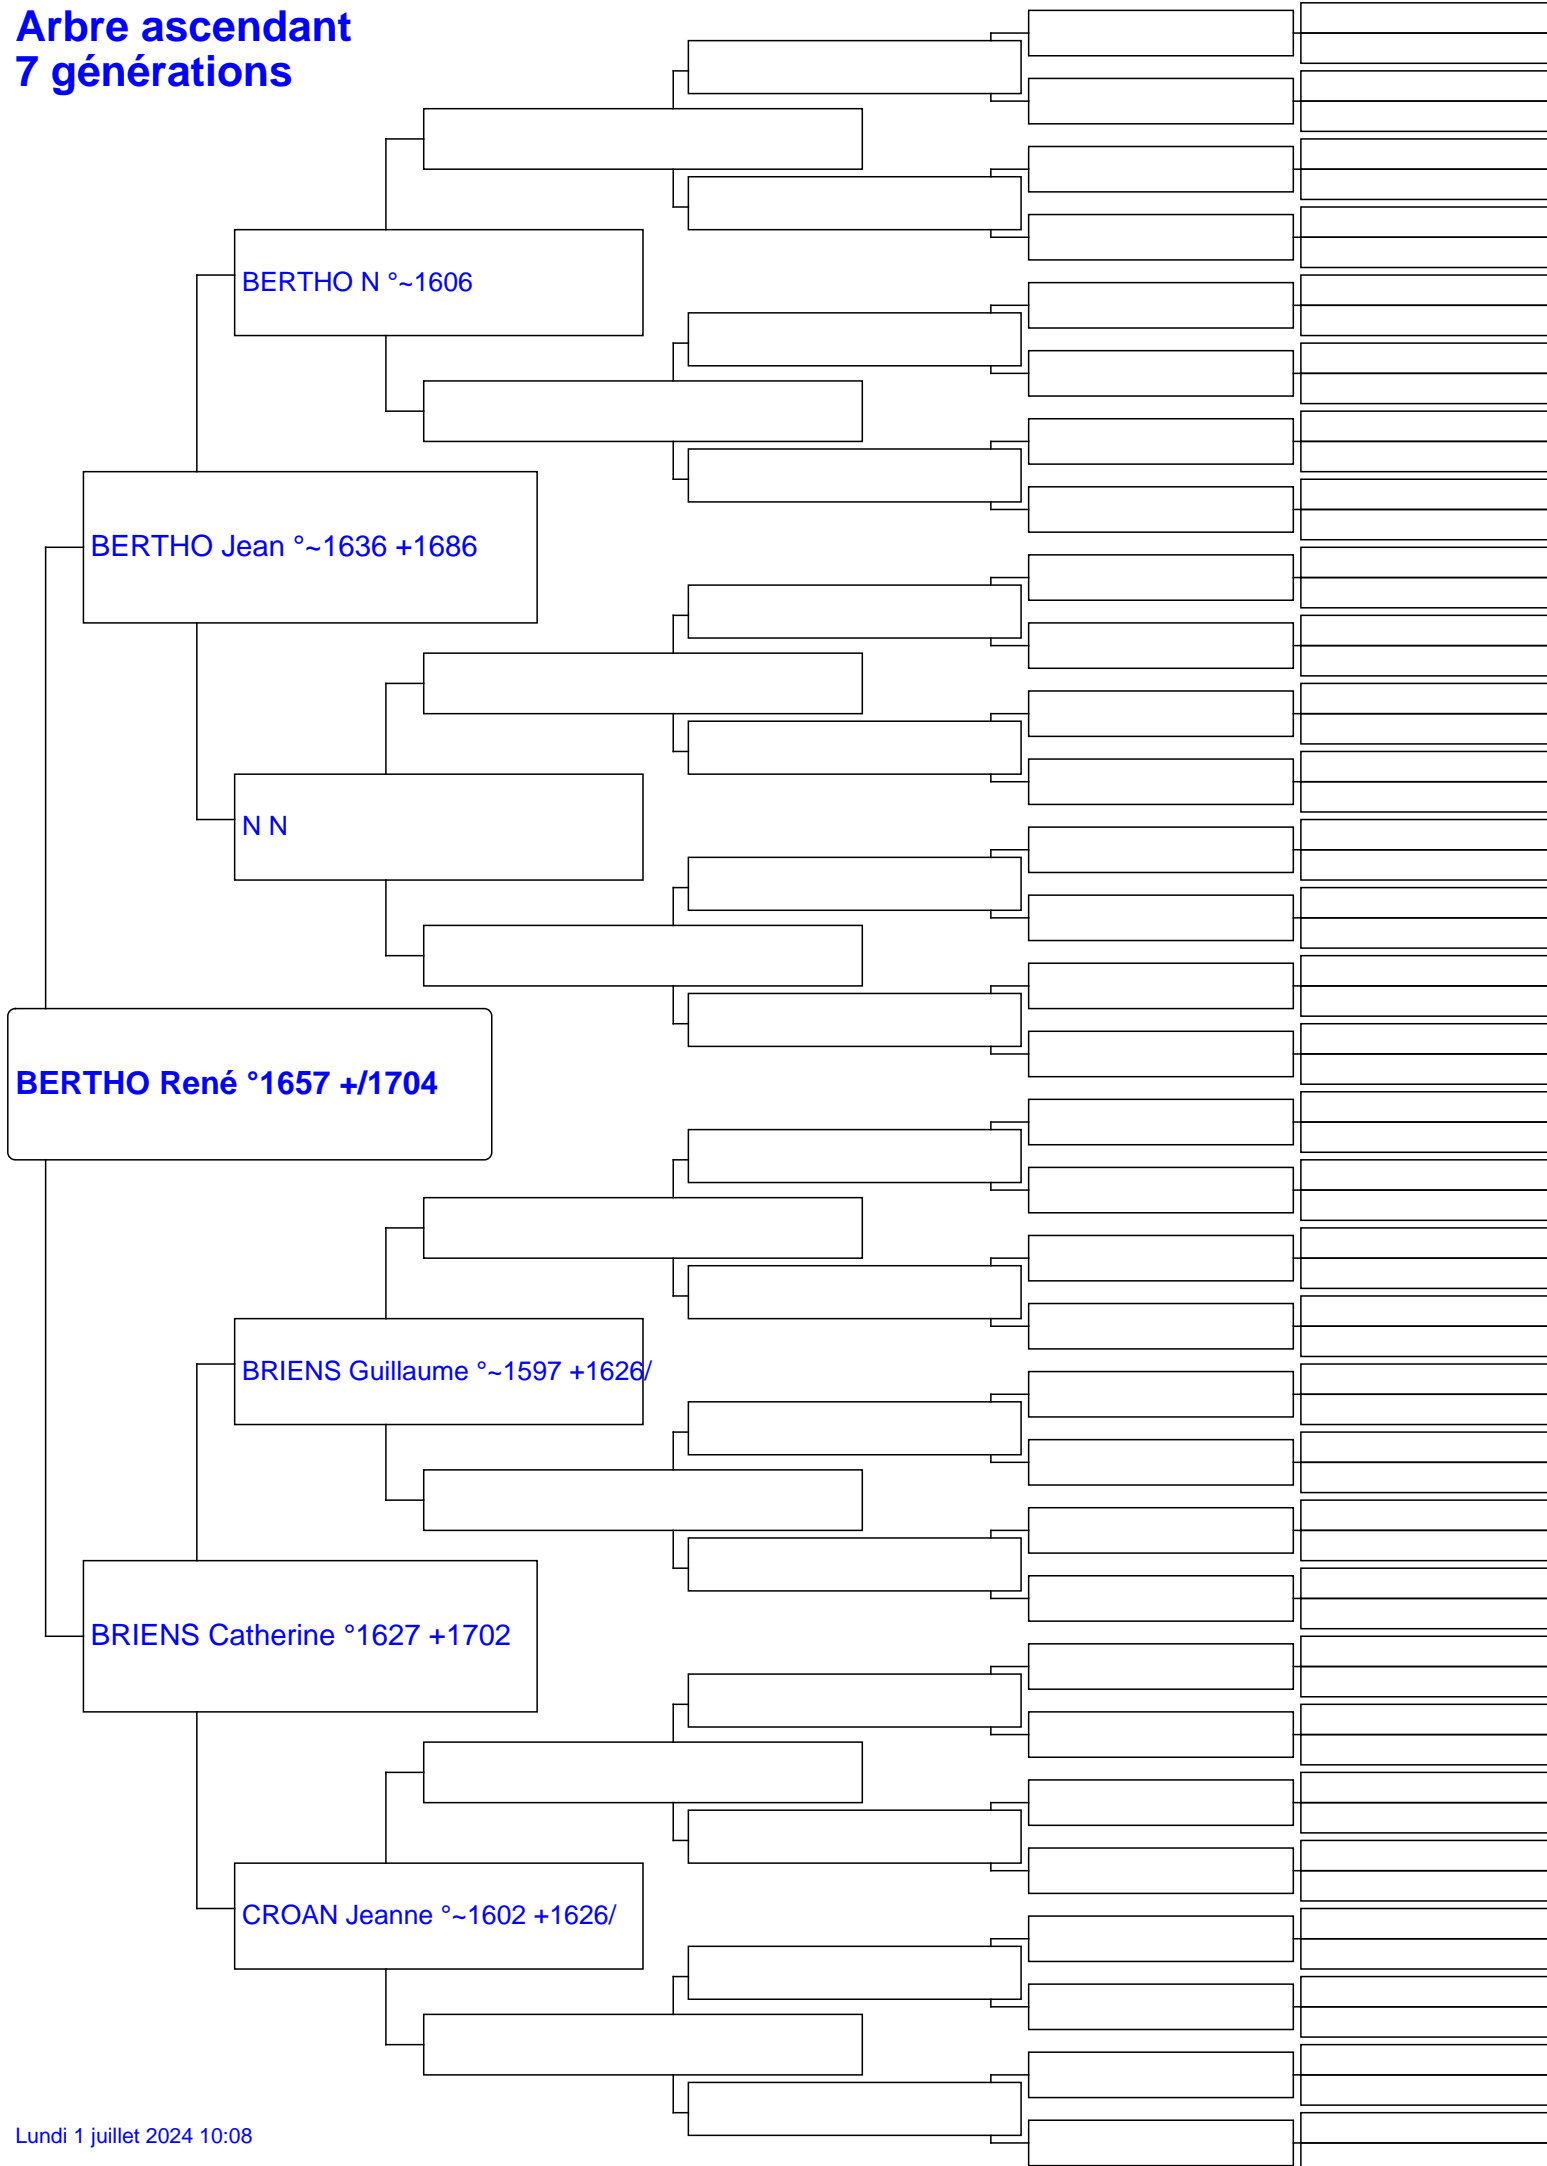 Arbre ascendant
7 générations
BERTHO N °~1606
BERTHO Jean °~1636 +1686
N N
BERTHO René °1657 +/1704
BRIENS Guillaume °~1597 +1626/
BRIENS Catherine °1627 +1702
CROAN Jeanne °~1602 +1626/
Lundi 1 juillet 2024 10:08